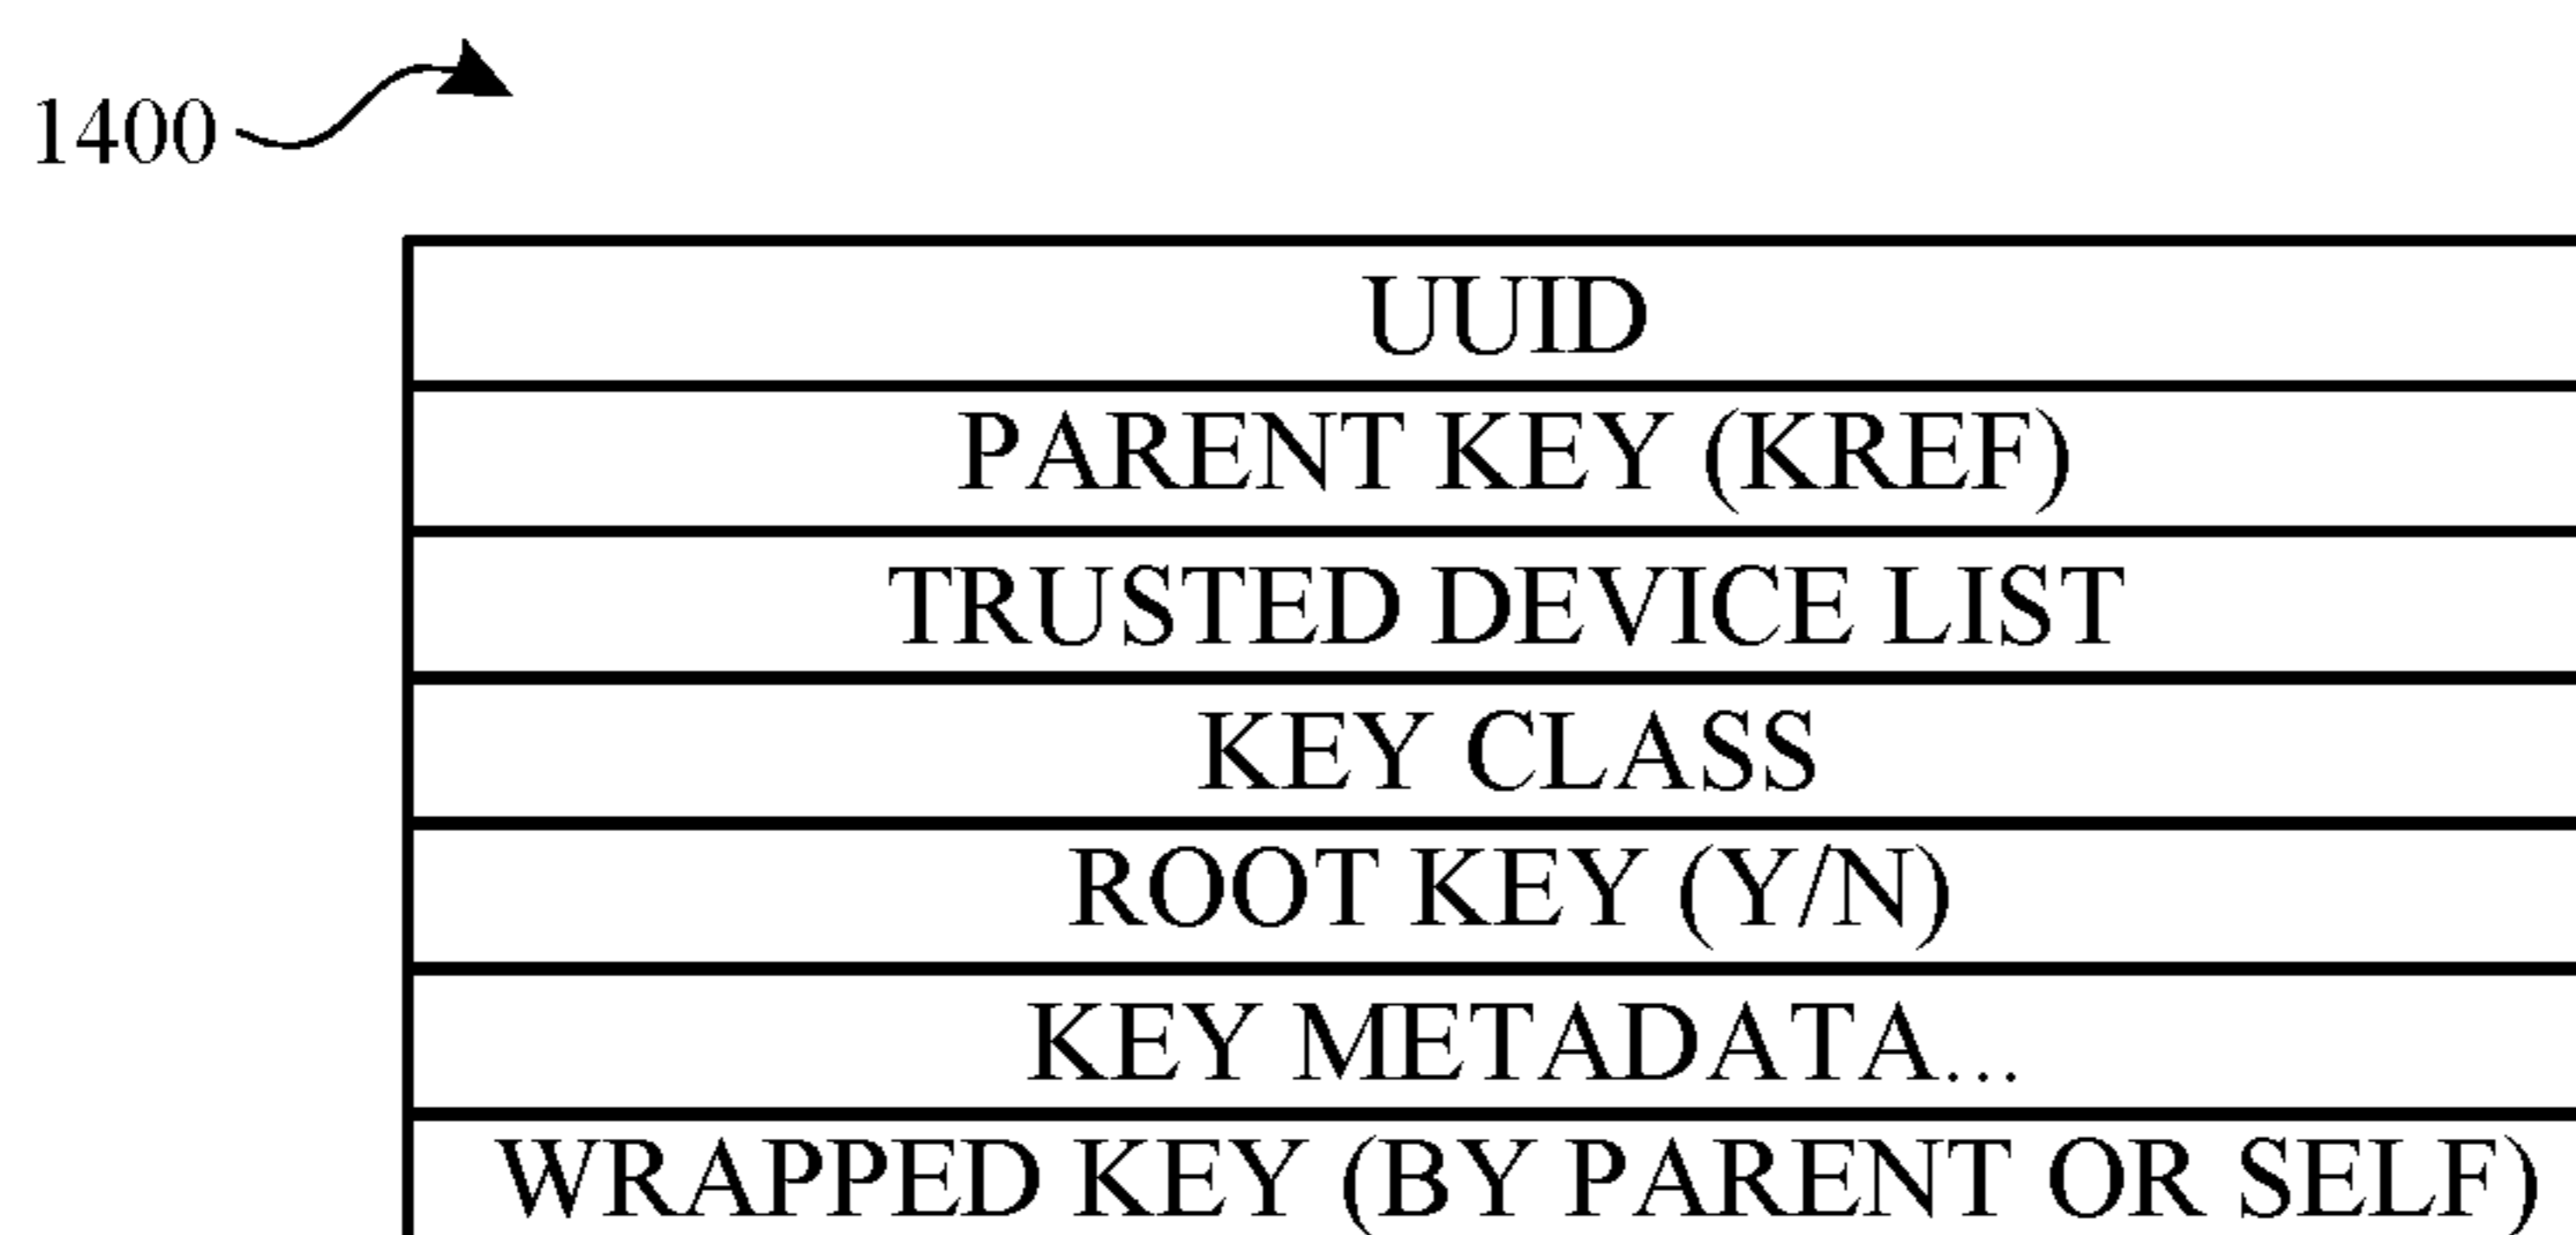 1400
UUID
PARENT KEY (KREF)
TRUSTED DEVICE LIST
KEY CLASS
ROOT KEY (Y/N)
KEY METADATA...
WRAPPED KEY (BY PARENT OR SELF)